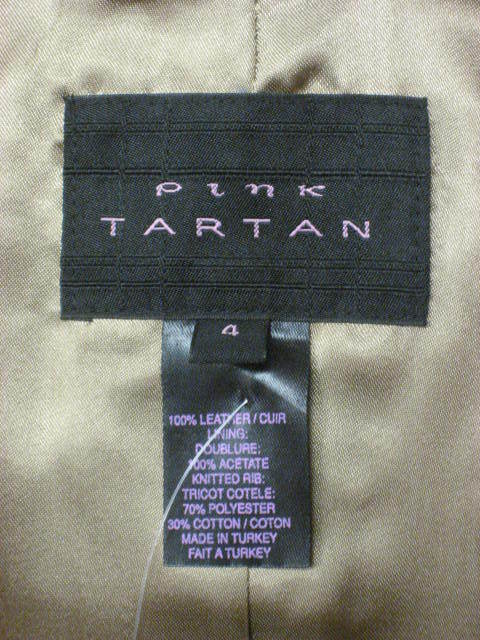 Pink
TARTAN
4
100% LEATHER / CUIR
LINING:
DOUBLURE:
100% ACETATE
KNITTED RIB:
TRICOT COTELE:
70% POLYESTER
30% COTTON / COTON
MADE IN TURKEY
FAIT A TURKEY